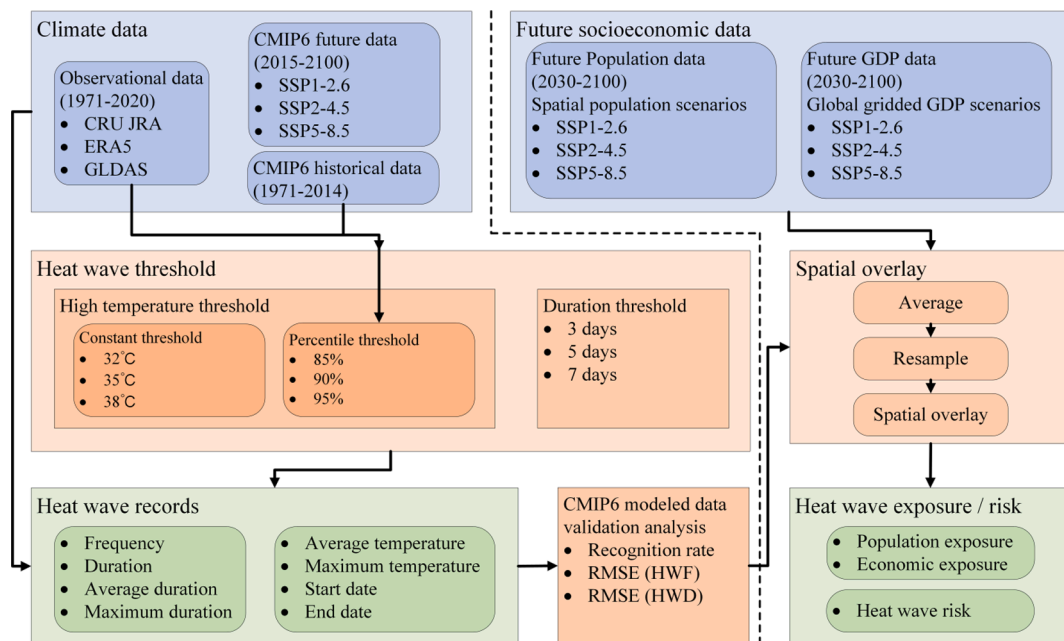 Climate data
Observational data
(1971-2020)
● CRU JRA
● ERA5
● GLDAS
CMIP6 future data
(2015-2100)
● SSP1-2.6
● SSP2-4.5
● SSP5-8.5
CMIP6 historical data
(1971-2014)
Future socioeconomic data
Future Population data
(2030-2100)
Spatial population scenarios
● SSP1-2.6
● SSP2-4.5
● SSP5-8.5
Future GDP data
(2030-2100)
Global gridded GDP scenarios
● SSP1-2.6
● SSP2-4.5
● SSP5-8.5
Heat wave threshold
High temperature threshold
Constant threshold
● 32℃
● 35℃
● 38℃
Percentile threshold
● 85%
● 90%
● 95%
Duration threshold
● 3 days
● 5 days
● 7 days
Spatial overlay
Average
Resample
Spatial overlay
Heat wave records
● Frequency
● Duration
● Average duration
● Maximum duration
● Average temperature
● Maximum temperature
● Start date
● End date
CMIP6 modeled data
validation analysis
● Recognition rate
● RMSE (HWF)
● RMSE (HWD)
Heat wave exposure / risk
● Population exposure
● Economic exposure
● Heat wave risk